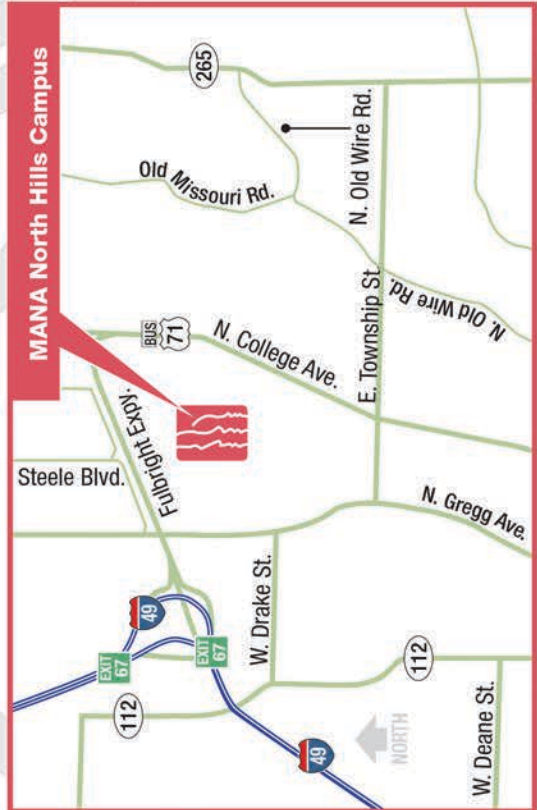 MANA North Hills Campus
265
Old Missouri Rd.
N. Old Wire Rd.
N. Old Wire Rd.
BUS
71
N. College Ave.
E. Township St.
Fulbright Expy.
Steele Blvd.
N. Gregg Ave.
W. Drake St.
49
EXIT
67
EXIT
67
112
112
49
NORTH
W. Deane St.